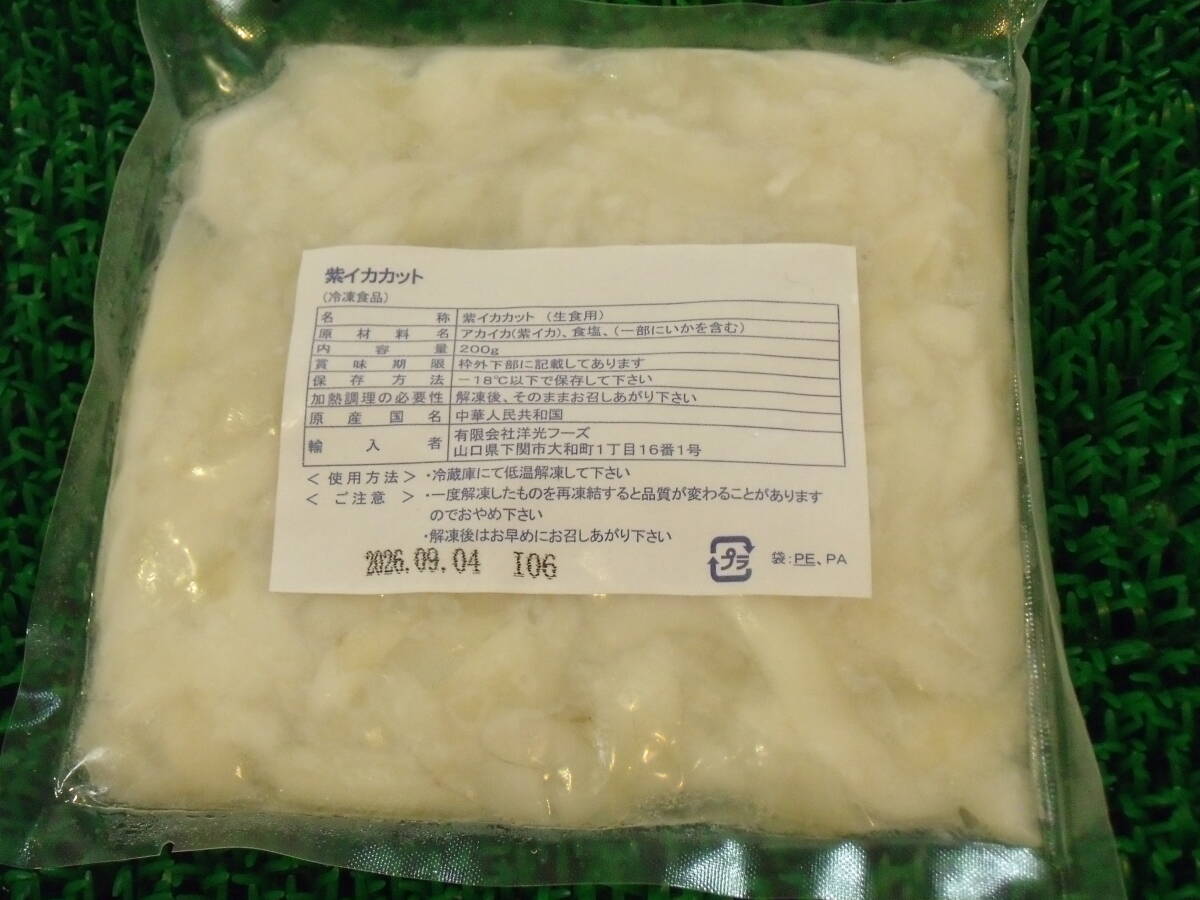 紫イカカット
(冷凍食品)
名称 紫イカカット (生食用)
原材料名 アカイカ(紫イカ)、食塩、(一部にいかを含む)
内容量 200g
賞味期限 枠外下部に記載してあります
保存方法 -18℃以下で保存して下さい
加熱調理の必要性 解凍後、そのままお召しあがり下さい
原産国名 中華人民共和国
輸入者 有限会社洋光フーズ
山口県下関市大和町1丁目16番1号
<使用方法> ・冷蔵庫にて低温解凍して下さい
<ご注意> ・一度解凍したものを再凍結すると品質が変わることがあります
のでおやめ下さい
・解凍後はお早めにお召しあがり下さい
2026.09.04 I06
プラ 袋:PE、PA